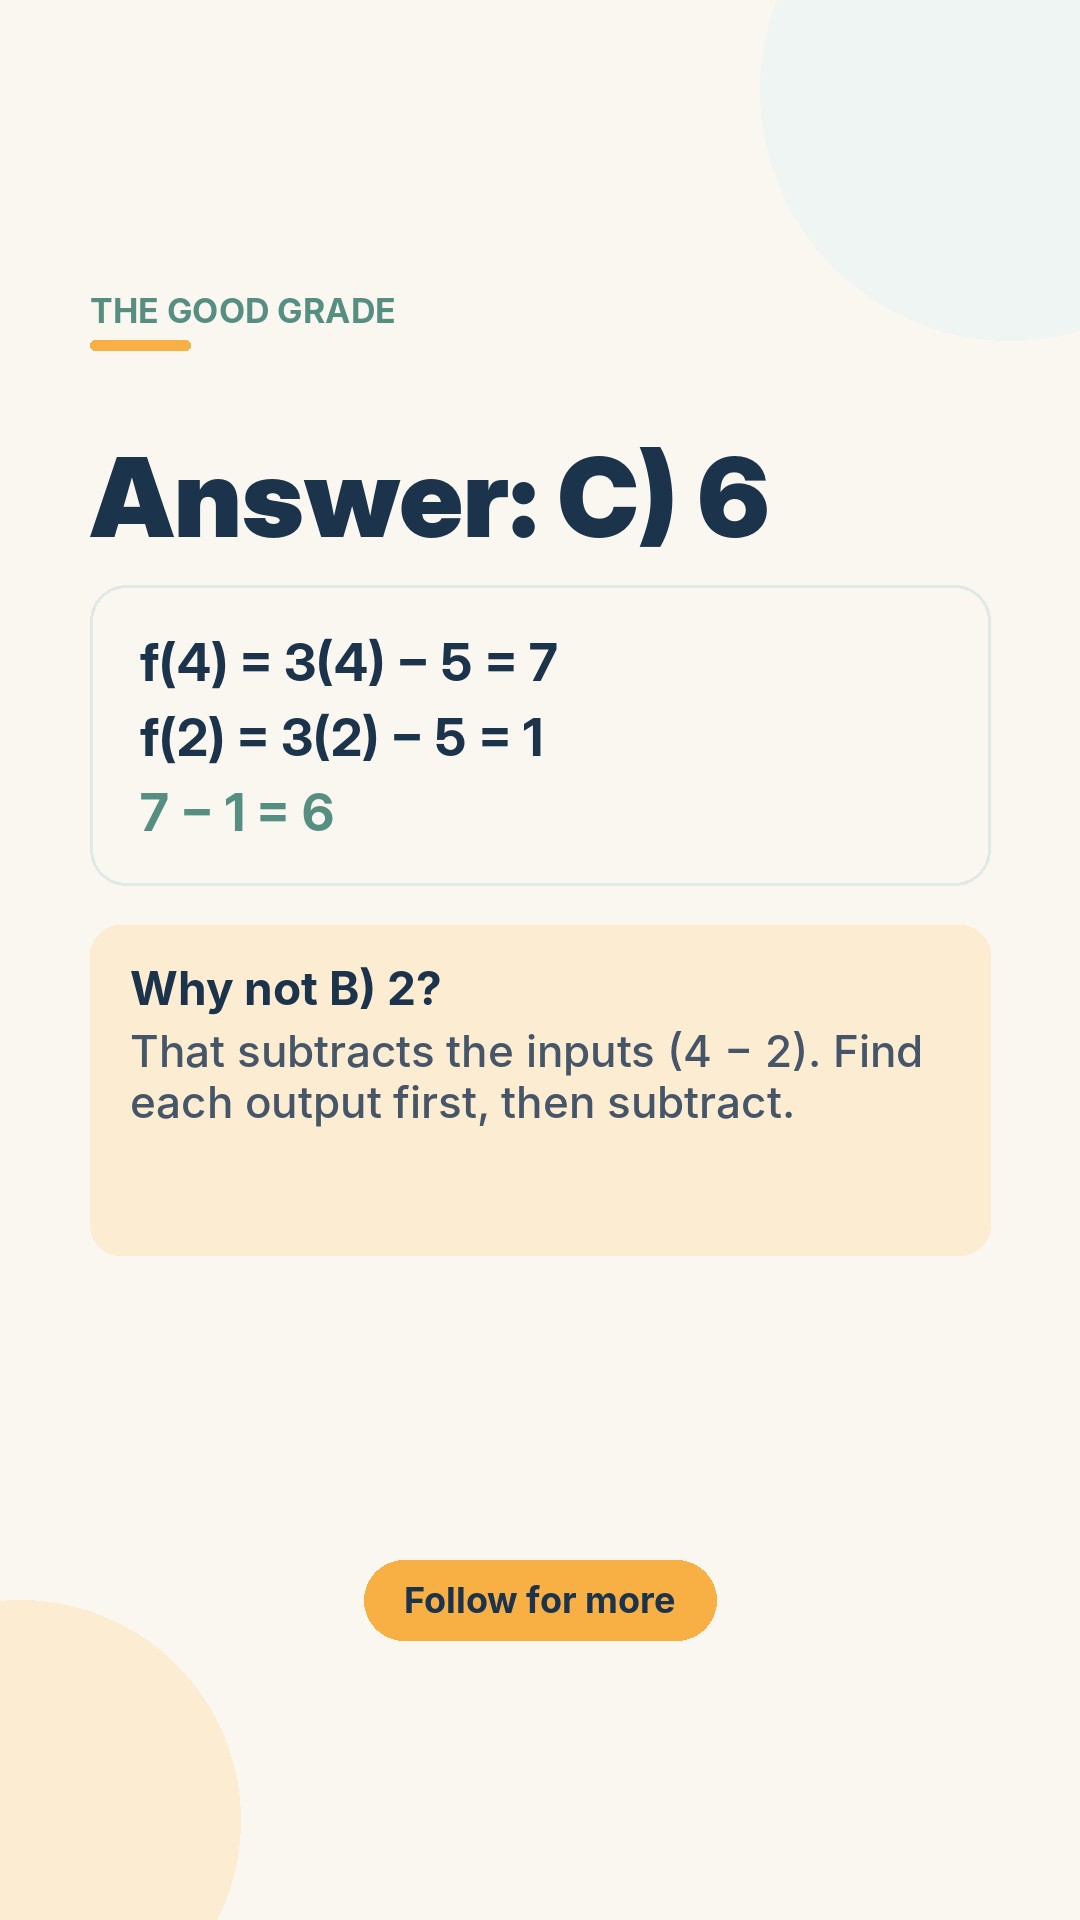 THE GOOD GRADE
Answer: C) 6
f(4) = 3(4) − 5 = 7
f(2) = 3(2) − 5 = 1
7 − 1 = 6
Why not B) 2?
That subtracts the inputs (4 − 2). Find
each output first, then subtract.
Follow for more